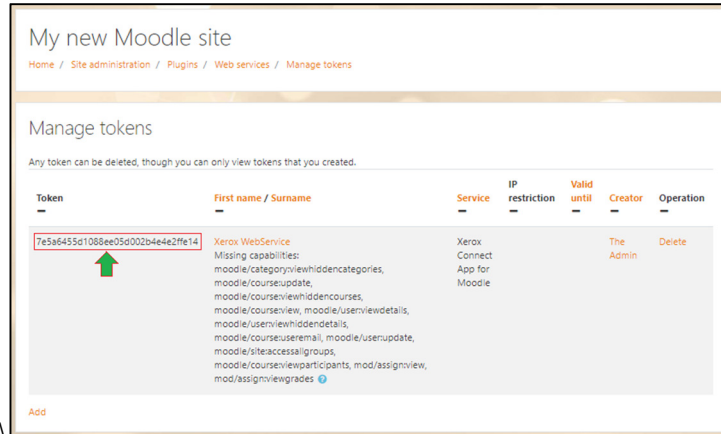 My new Moodle site
Home / Site administration / Plugins / Web services / Manage tokens
Manage tokens
Any token can be deleted, though you can only view tokens that you created.
Token
First name / Surname
Service
IP
restriction
Valid
until
Creator
Operation
7e5a6455d1088ee05d002b4e4e2ffe14
Xerox WebService
Missing capabilities:
moodle/category:viewhiddencategories,
moodle/course:update,
moodle/course:viewhiddencourses,
moodle/course:view, moodle/user:viewdetails,
moodle/user:viewhiddendetails,
moodle/course:useremail, moodle/user:update,
moodle/site:accessallgroups,
moodle/course:viewparticipants, mod/assign:view,
mod/assign:viewgrades
Xerox
Connect
App for
Moodle
The
Admin
Delete
Add